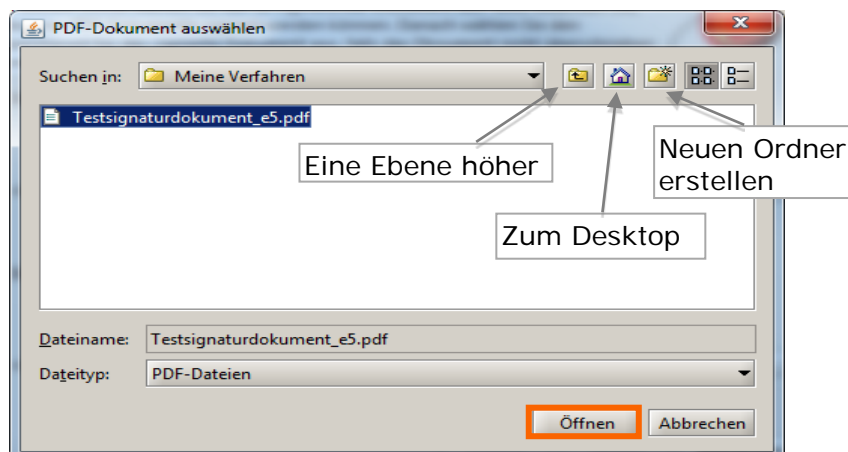 PDF-Dokument auswählen
Suchen in: Meine Verfahren
Testsignaturdokument_e5.pdf
Eine Ebene höher
Neuen Ordner
erstellen
Zum Desktop
Dateiname: Testsignaturdokument_e5.pdf
Dateityp: PDF-Dateien
Öffnen Abbrechen